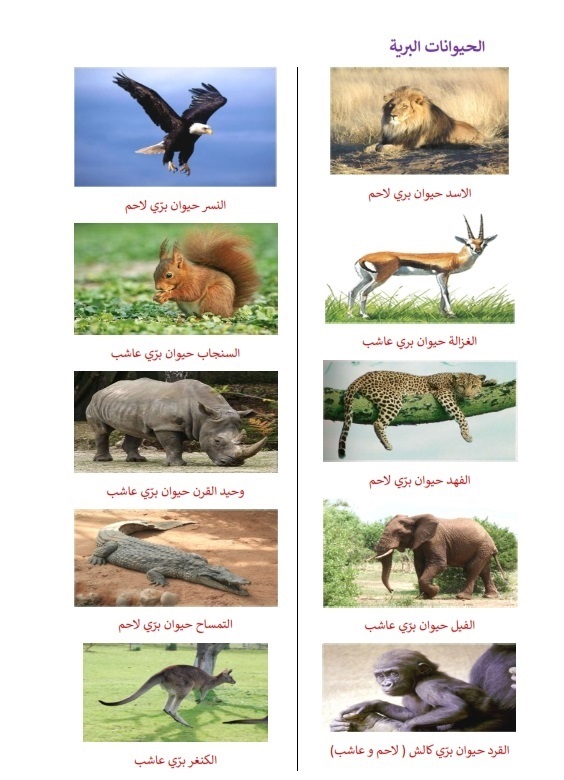 الحيوانات البرية
الاسد حيوان بري لاحم
الغزالة حيوان بري عاشب
الفهد حيوان برّي لاحم
الفيل حيوان برّي عاشب
القرد حيوان برّي كالش ( لاحم و عاشب)
النسر حيوان برّي لاحم
السنجاب حيوان برّي عاشب
وحيد القرن حيوان برّي عاشب
التمساح حيوان برّي لاحم
الكنغر برّي عاشب